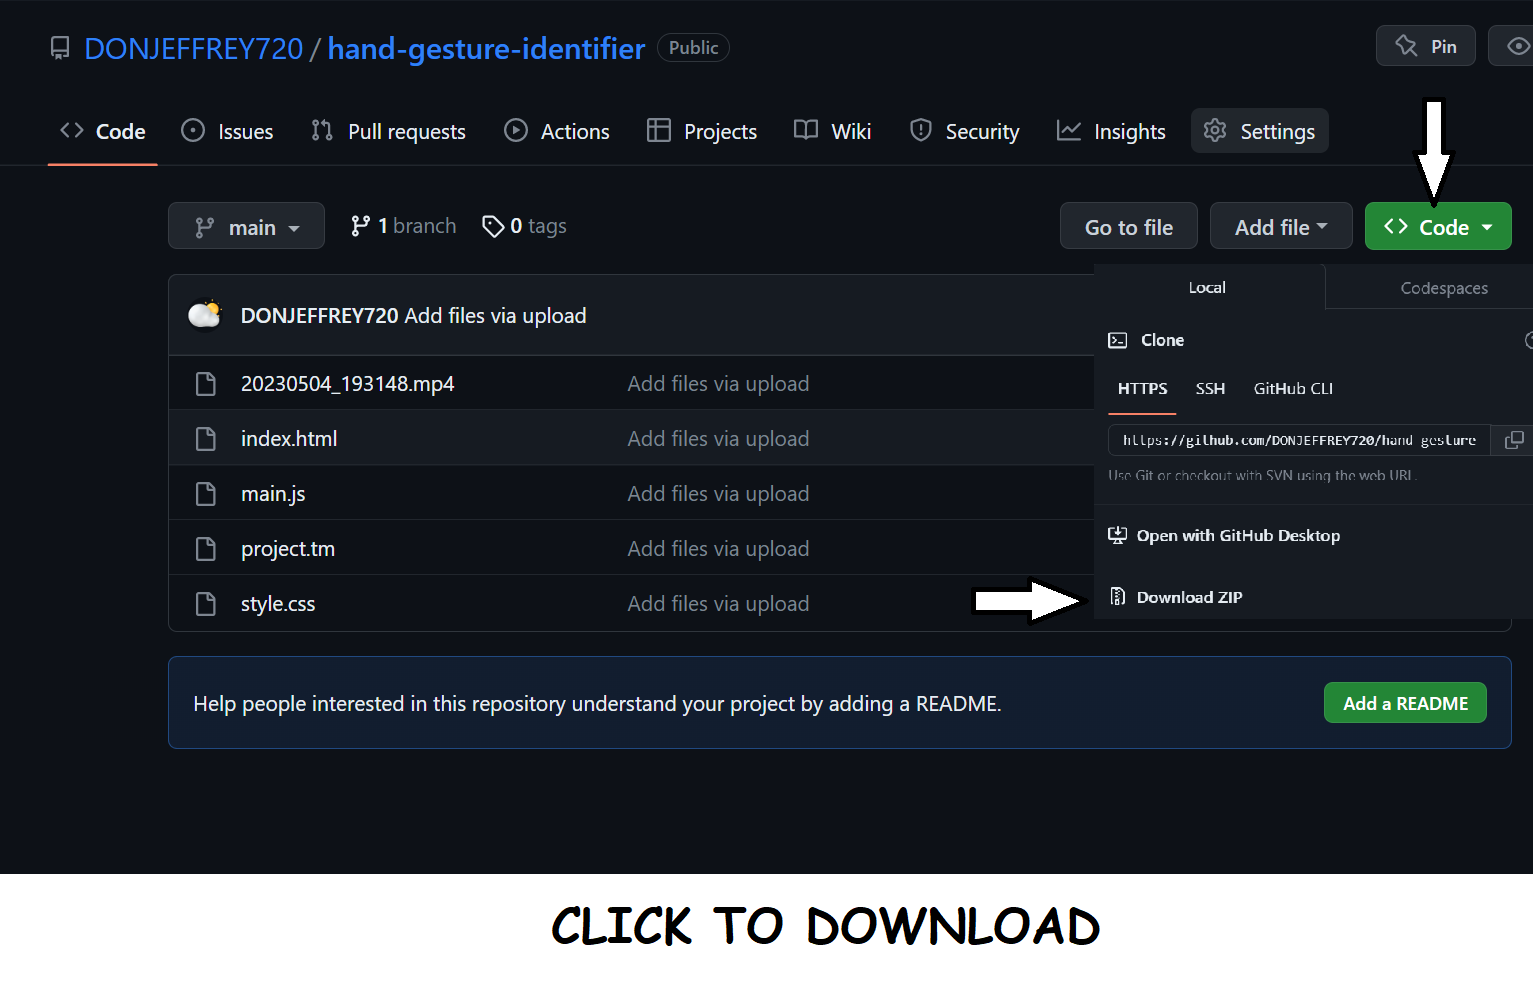 DONJEFFREY720 / hand-gesture-identifier Public Pin
Code Issues Pull requests Actions Projects Wiki Security Insights Settings
main 1 branch 0 tags Go to file Add file Code
Local Codespaces
DONJEFFREY720 Add files via upload
Clone
20230504_193148.mp4 Add files via upload
HTTPS SSH GitHub CLI
index.html Add files via upload
https://github.com/DONJEFFREY720/hand gesture
Use Git or checkout with SVN using the web URL.
main.js Add files via upload
Open with GitHub Desktop
project.tm Add files via upload
Download ZIP
style.css Add files via upload
Help people interested in this repository understand your project by adding a README. Add a README
CLICK TO DOWNLOAD